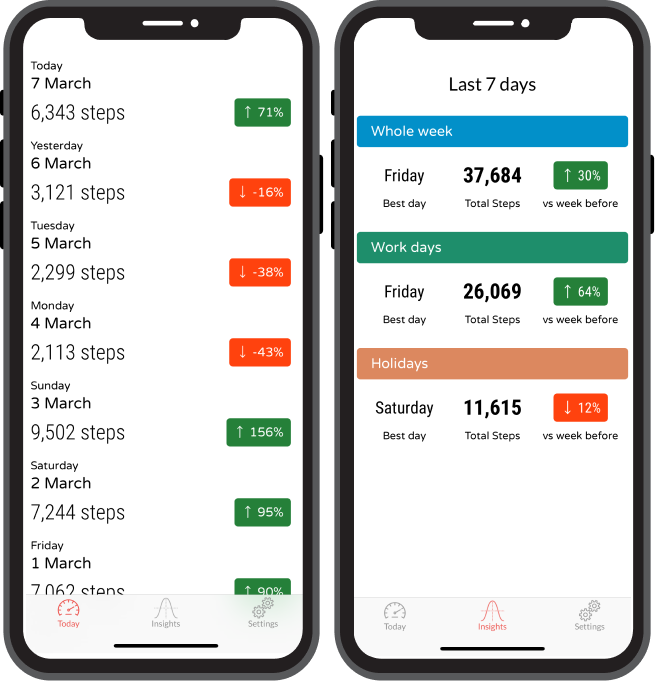 Today
7 March
6,343 steps
↑ 71%
Yesterday
6 March
3,121 steps
↓ -16%
Tuesday
5 March
2,299 steps
↓ -38%
Monday
4 March
2,113 steps
↓ -43%
Sunday
3 March
9,502 steps
↑ 156%
Saturday
2 March
7,244 steps
↑ 95%
Friday
1 March
7,062 steps
↑ 90%
Today
Insights
Settings
Last 7 days
Whole week
Friday 37,684 ↑ 30%
Best day Total Steps vs week before
Work days
Friday 26,069 ↑ 64%
Best day Total Steps vs week before
Holidays
Saturday 11,615 ↓ 12%
Best day Total Steps vs week before
Today
Insights
Settings